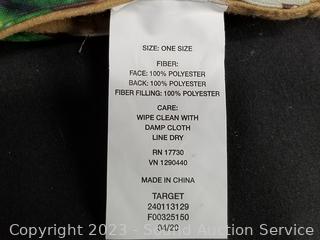 SIZE: ONE SIZE
FIBER:
FACE: 100% POLYESTER
BACK: 100% POLYESTER
FIBER FILLING: 100% POLYESTER
CARE:
WIPE CLEAN WITH
DAMP CLOTH
LINE DRY
RN 17730
VN 1290440
MADE IN CHINA
TARGET
240113129
F00325150
04/20
Copyright 2023 - Sound Auction Service